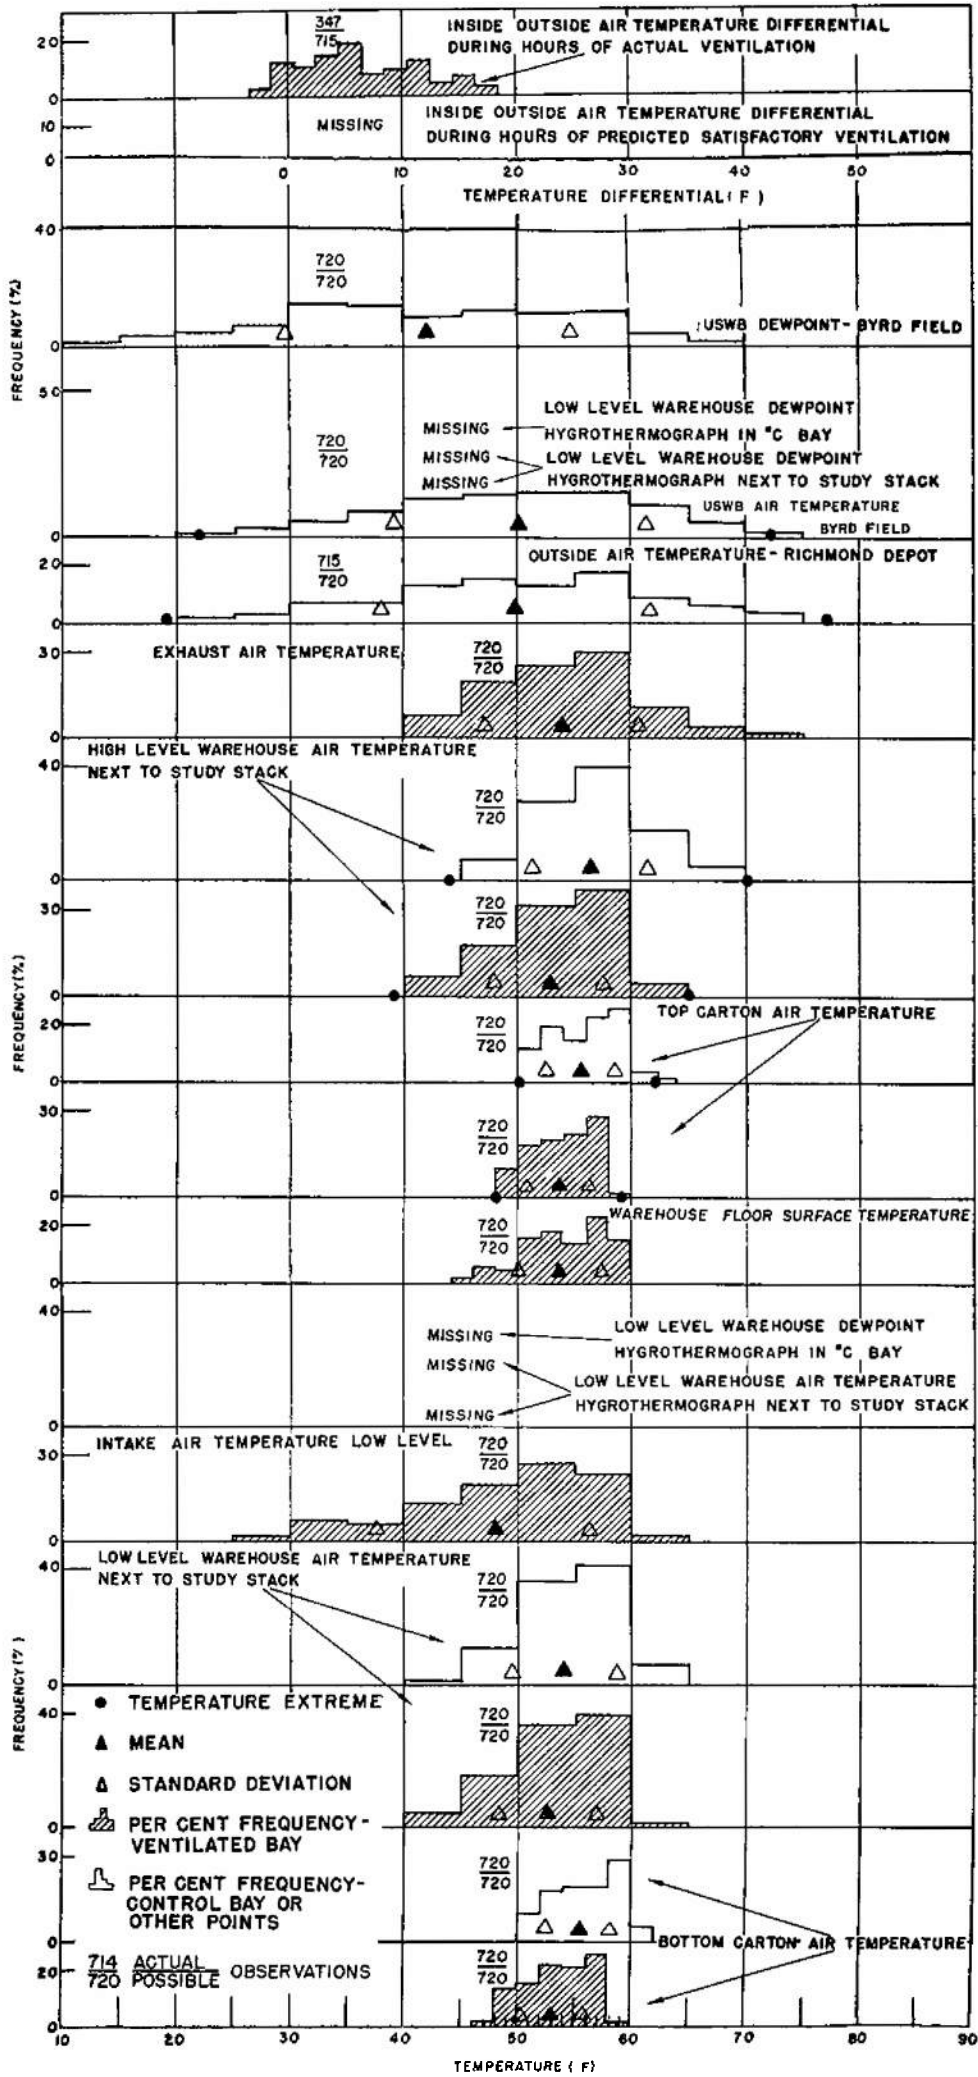 20
347
715
INSIDE OUTSIDE AIR TEMPERATURE DIFFERENTIAL
DURING HOURS OF ACTUAL VENTILATION
0
10
MISSING
INSIDE OUTSIDE AIR TEMPERATURE DIFFERENTIAL
DURING HOURS OF PREDICTED SATISFACTORY VENTILATION
0
0 10 20 30 40 50
TEMPERATURE DIFFERENTIAL ( F )
40
FREQUENCY (%)
720
720
USWB DEWPOINT- BYRD FIELD
0
50
LOW LEVEL WAREHOUSE DEWPOINT
MISSING HYGROTHERMOGRAPH IN "C BAY
720
720
MISSING LOW LEVEL WAREHOUSE DEWPOINT
MISSING HYGROTHERMOGRAPH NEXT TO STUDY STACK
USWB AIR TEMPERATURE
BYRD FIELD
0
20
715
720
OUTSIDE AIR TEMPERATURE- RICHMOND DEPOT
0
30
EXHAUST AIR TEMPERATURE
720
720
0
HIGH LEVEL WAREHOUSE AIR TEMPERATURE
NEXT TO STUDY STACK
40
720
720
0
30
720
720
0
FREQUENCY (%)
20
720
720
TOP CARTON AIR TEMPERATURE
0
30
720
720
0
20
720
720
WAREHOUSE FLOOR SURFACE TEMPERATURE
0
40
MISSING LOW LEVEL WAREHOUSE DEWPOINT
HYGROTHERMOGRAPH IN "C BAY
MISSING
LOW LEVEL WAREHOUSE AIR TEMPERATURE
HYGROTHERMOGRAPH NEXT TO STUDY STACK
MISSING
0
INTAKE AIR TEMPERATURE LOW LEVEL
30
720
720
0
LOW LEVEL WAREHOUSE AIR TEMPERATURE
NEXT TO STUDY STACK
40
720
720
0
FREQUENCY (%)
TEMPERATURE EXTREME
40
720
720
MEAN
STANDARD DEVIATION
PER CENT FREQUENCY-
VENTILATED BAY
0
30
720
720
PER CENT FREQUENCY-
CONTROL BAY OR
OTHER POINTS
0
BOTTOM CARTON AIR TEMPERATURE
714 ACTUAL
720 POSSIBLE OBSERVATIONS
20
720
720
0
10 20 30 40 50 60 70 80 90
TEMPERATURE ( F )